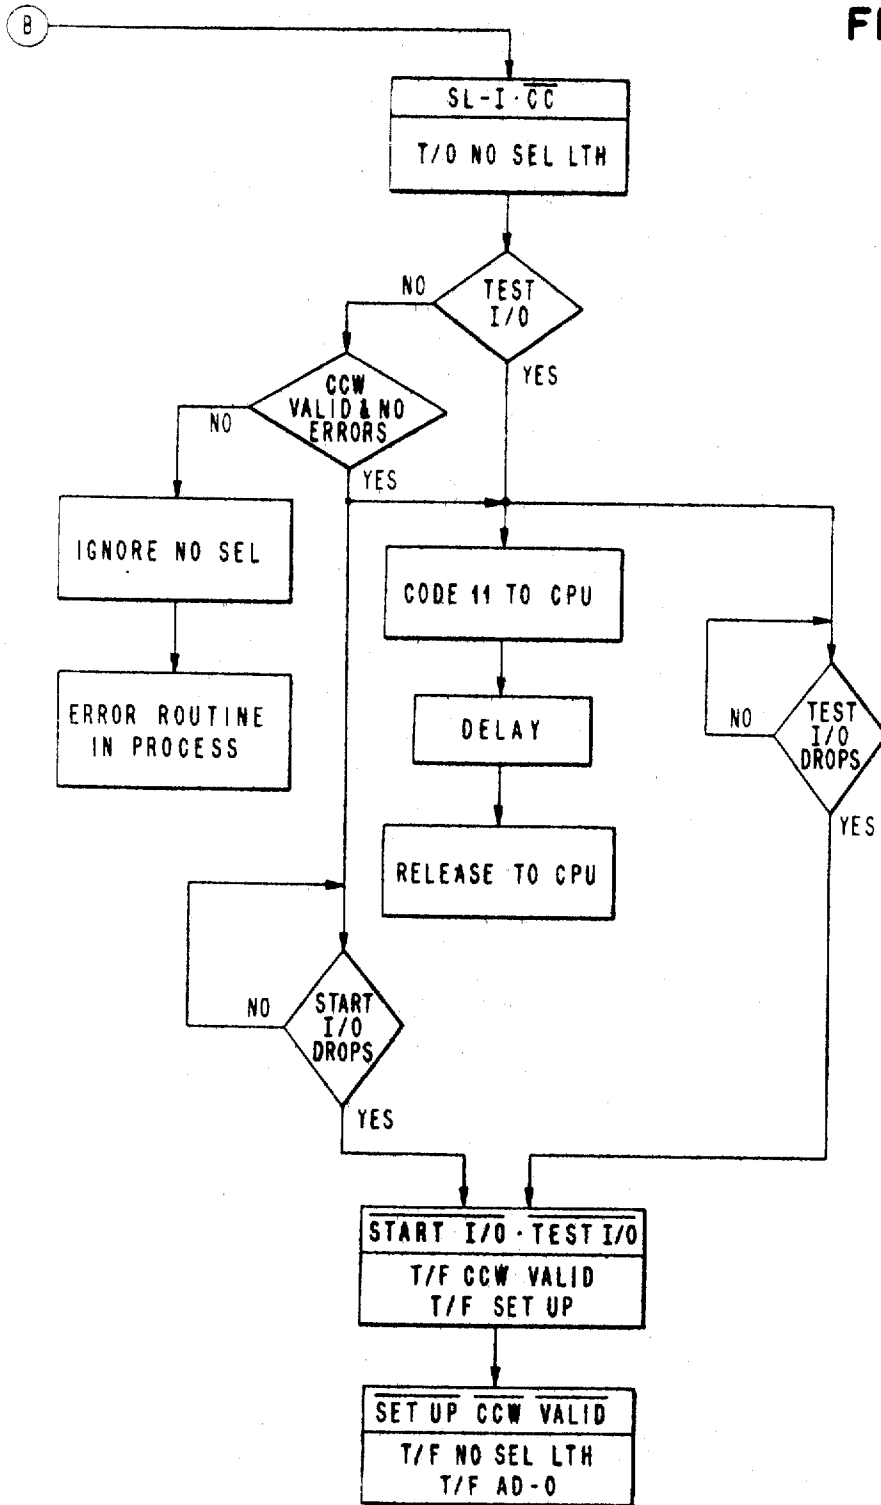 B
FI
SL-I·C̅C̅
T/O NO SEL LTH
TEST
I/O
NO
YES
CCW
VALID & NO
ERRORS
NO
YES
IGNORE NO SEL
CODE 11 TO CPU
ERROR ROUTINE
IN PROCESS
DELAY
TEST
I/O
DROPS
NO
YES
RELEASE TO CPU
START
I/O
DROPS
NO
YES
START I/O · TEST I/O
T/F CCW VALID
T/F SET UP
SET UP CCW VALID
T/F NO SEL LTH
T/F AD-O